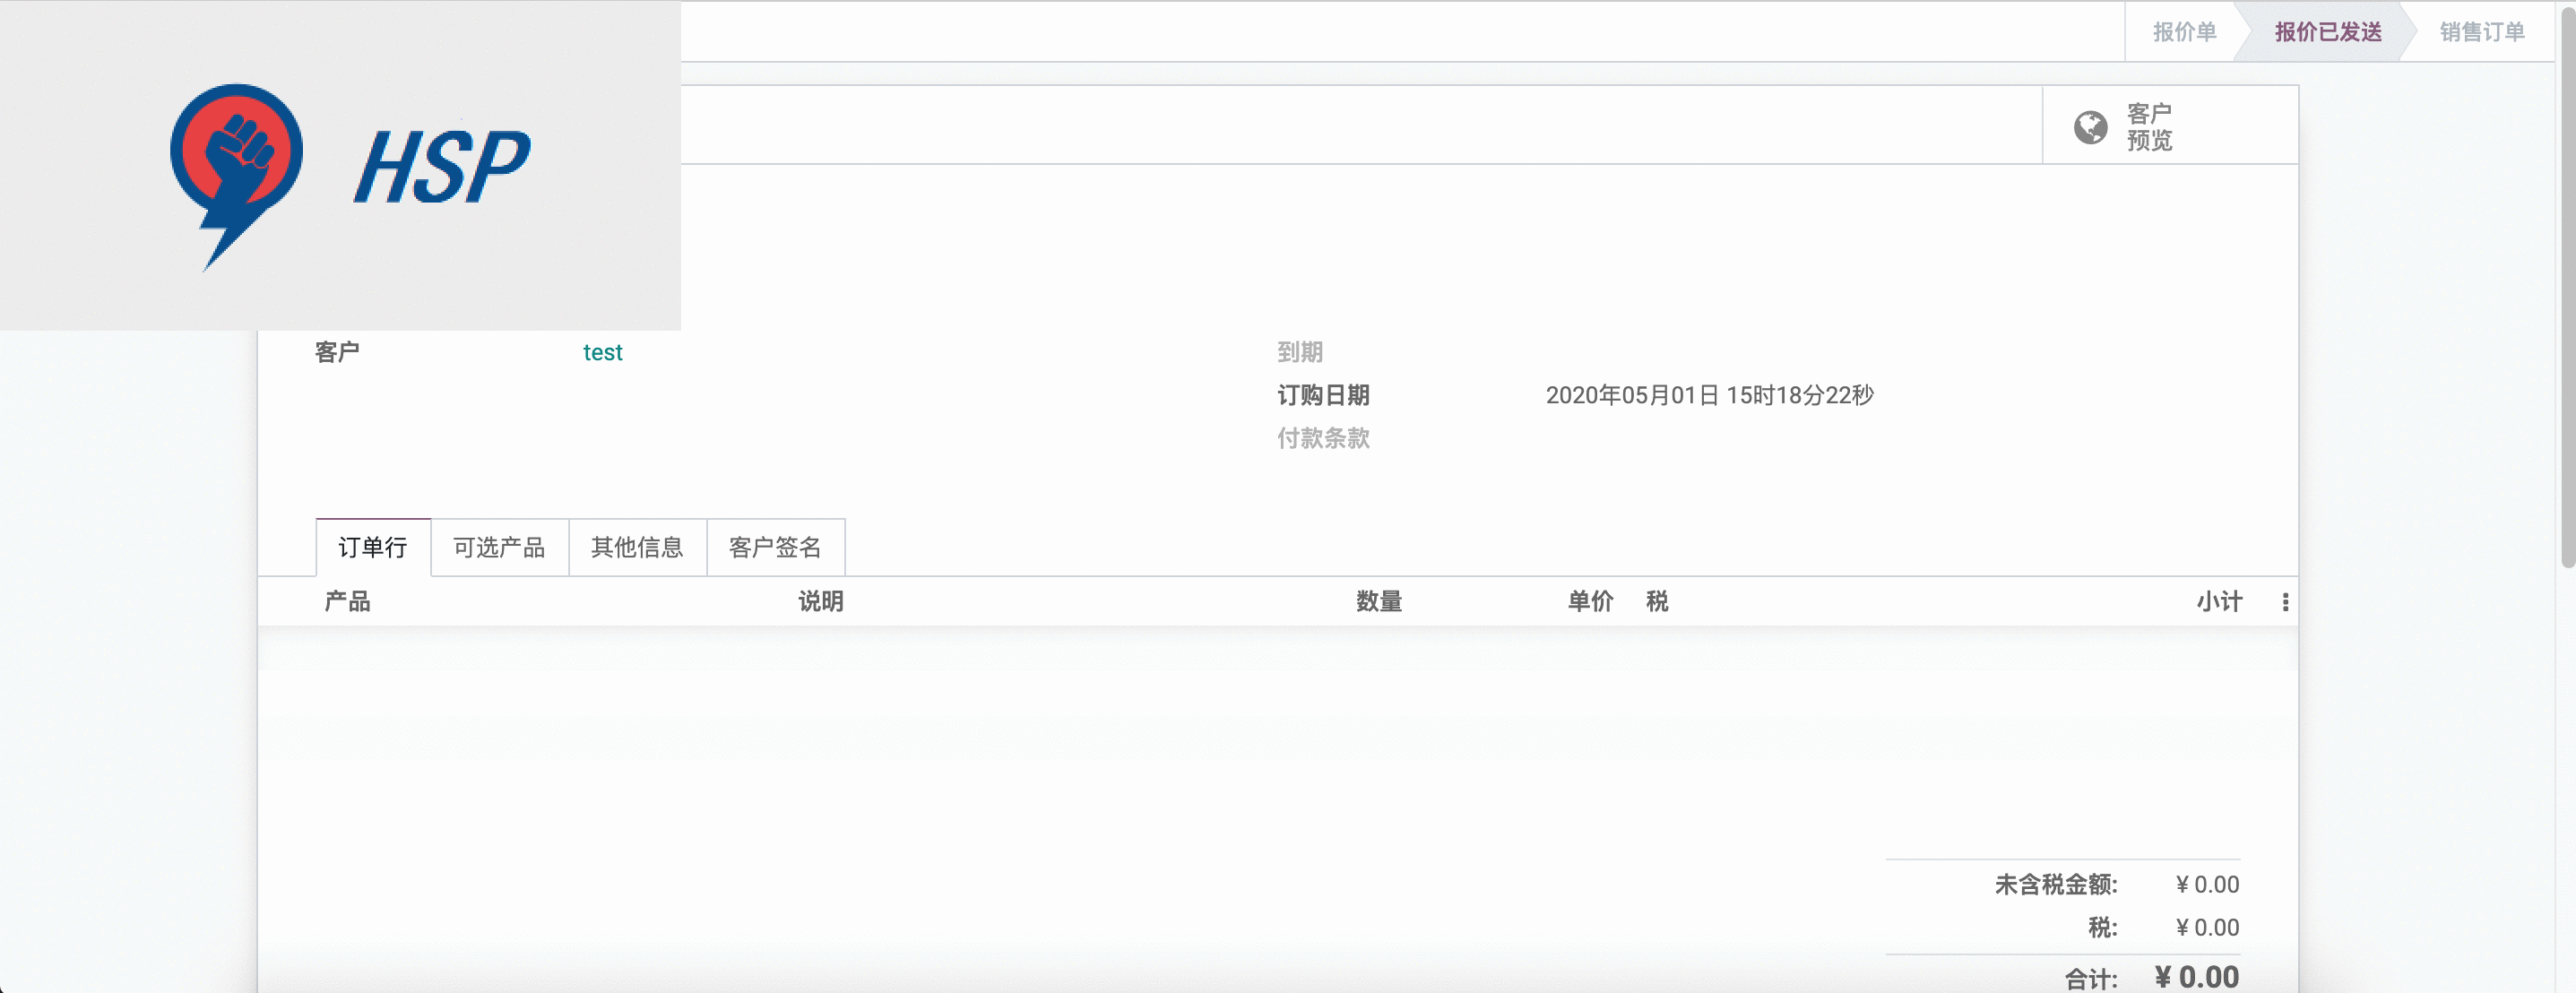 HSP
报价单 报价已发送 销售订单
客户
预览
客户 test
到期
订购日期 2020年05月01日 15时18分22秒
付款条款
订单行 可选产品 其他信息 客户签名
产品 说明 数量 单价 税 小计
未含税金额: ¥ 0.00
税: ¥ 0.00
合计: ¥ 0.00